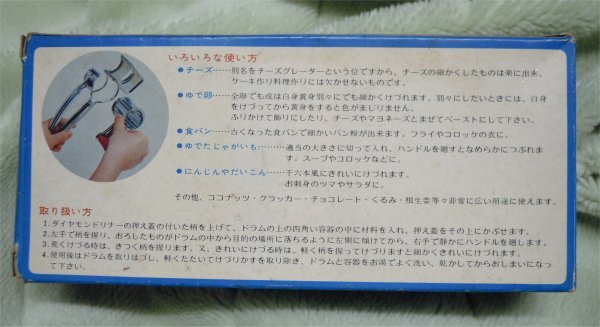 いろいろな使い方
●チーズ……別名をチーズグレーターという位ですから、チーズの細かくしたものは楽に出来、
ケーキ作り料理作りには欠かせないものです。
●ゆで卵……全卵でも或は白身黄身別々にでも細かくけづれます。別々にしたいときには、白身
をけづってから黄身をすると色がまじりません。
ふりかけて飾りにしたり、チーズやマヨネーズとまぜてペーストにして下さい。
●食パン……古くなった食パンで細かいパン粉が出来ます。フライやコロッケの衣に。
●ゆでたじゃがいも……適当の大きさに切って入れ、ハンドルを廻すとなめらかにつぶれま
す。スープやコロッケなどに。
●にんじんやだいこん……千六本風にきれいにけづれます。
お刺身のツマやサラダに。
その他、ココナッツ・クラッカー・チョコレート・くるみ・根生姜等々非常に広い用途に使えます。
取り扱い方
1.ダイヤモンドリナーの押え蓋の付いた柄を上げて、ドラムの上の四角い容器の中に材料を入れ、押え蓋をその上にかぶせます。
2.左手で柄を握り、おろしたものがドラムの中から目的の場所に落ちるように左側に傾けてから、右手で静かにハンドルを廻します。
3.荒くけづる時は、きつく柄を握ります。又、きれいにけづる時は、軽く柄を握ってけづりますと細かくきれいにけづれます。
4.使用後はドラムを取りはづし、軽くたたいてけづりかすを取り除き、ドラムと容器をお湯でよく洗い、乾かしてからおしまいになっ
て下さい。